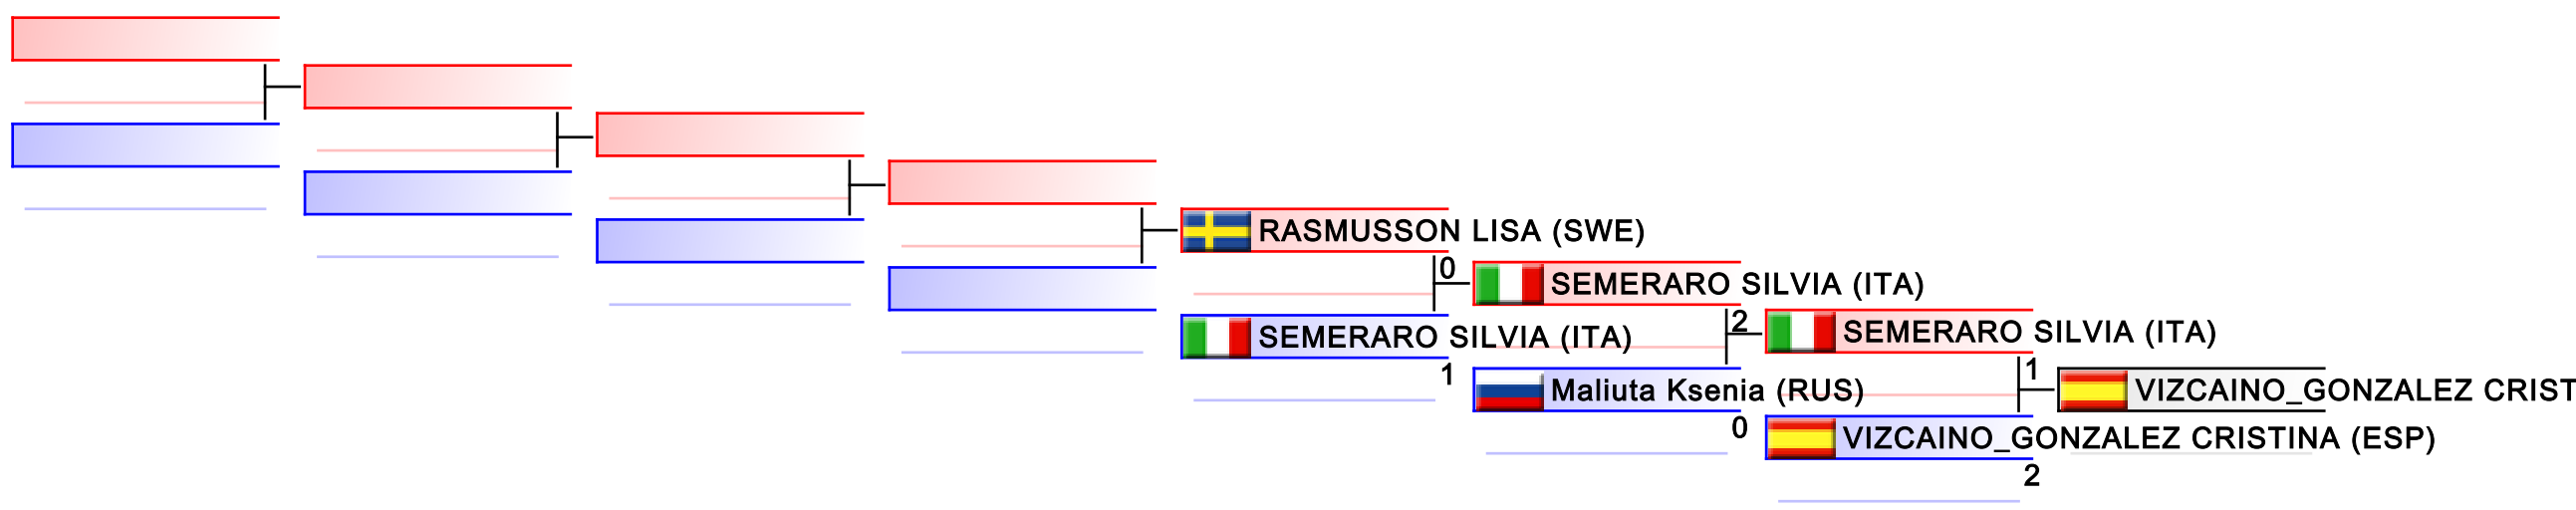 RASMUSSON LISA (SWE)
0
SEMERARO SILVIA (ITA)
1
SEMERARO SILVIA (ITA)
2
Maliuta Ksenia (RUS)
0
SEMERARO SILVIA (ITA)
1
VIZCAINO_GONZALEZ CRISTINA (ESP)
2
VIZCAINO_GONZALEZ CRIST